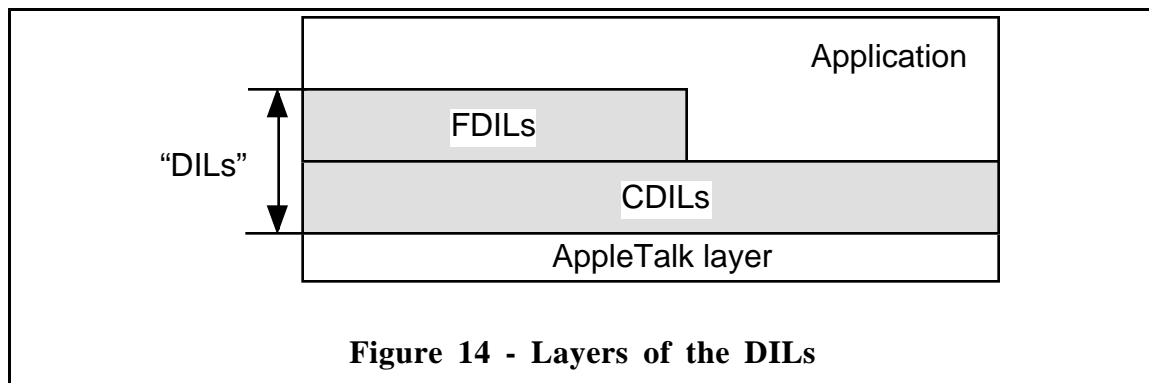 Application
FDILs
“DILs”
CDILs
AppleTalk layer
Figure 14 - Layers of the DILs